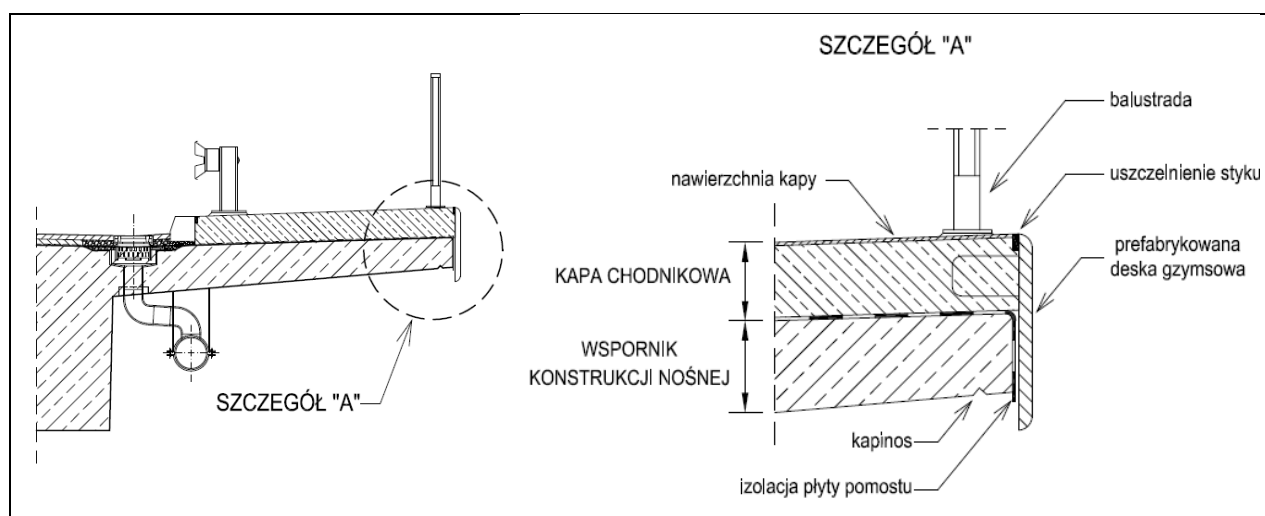 SZCZEGÓŁ "A"
SZCZEGÓŁ "A"
balustrada
nawierzchnia kapy
uszczelnienie styku
prefabrykowana
deska gzymsowa
KAPA CHODNIKOWA
WSPORNIK
KONSTRUKCJI NOŚNEJ
kapinos
izolacja płyty pomostu